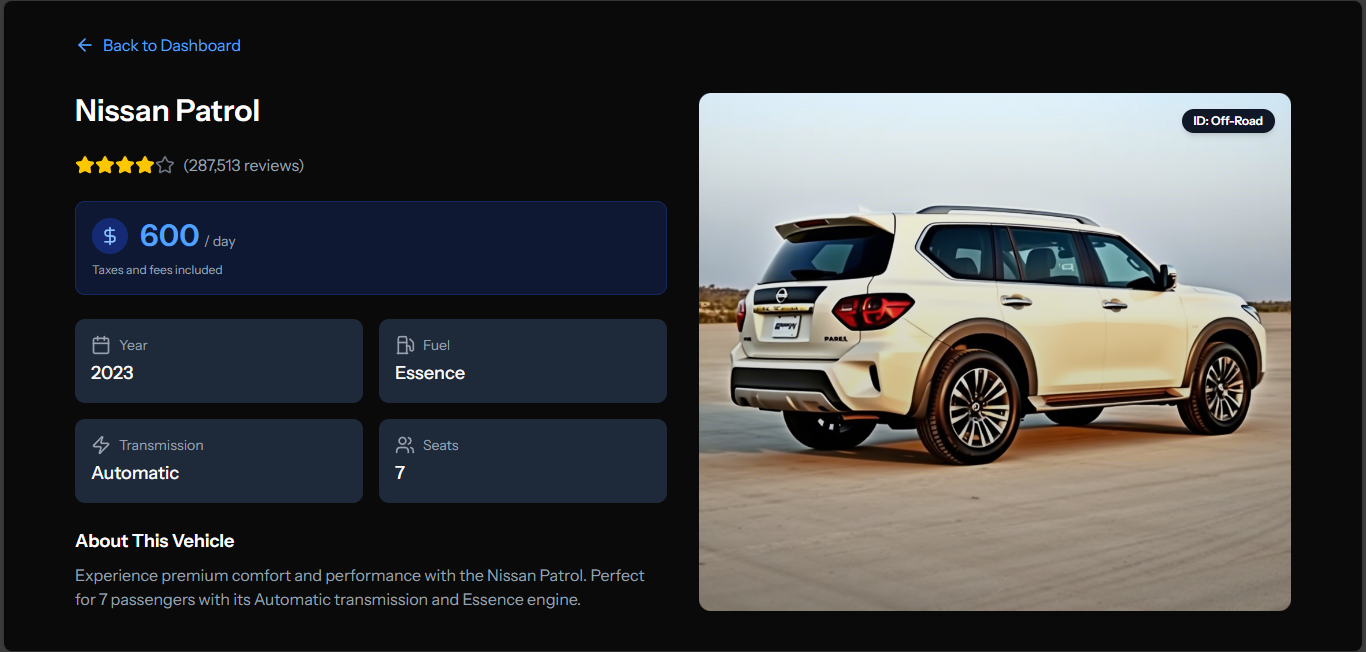 Back to Dashboard
Nissan Patrol
(287,513 reviews)
$ 600 / day
Taxes and fees included
Year
2023
Fuel
Essence
Transmission
Automatic
Seats
7
About This Vehicle
Experience premium comfort and performance with the Nissan Patrol. Perfect
for 7 passengers with its Automatic transmission and Essence engine.
ID: Off-Road